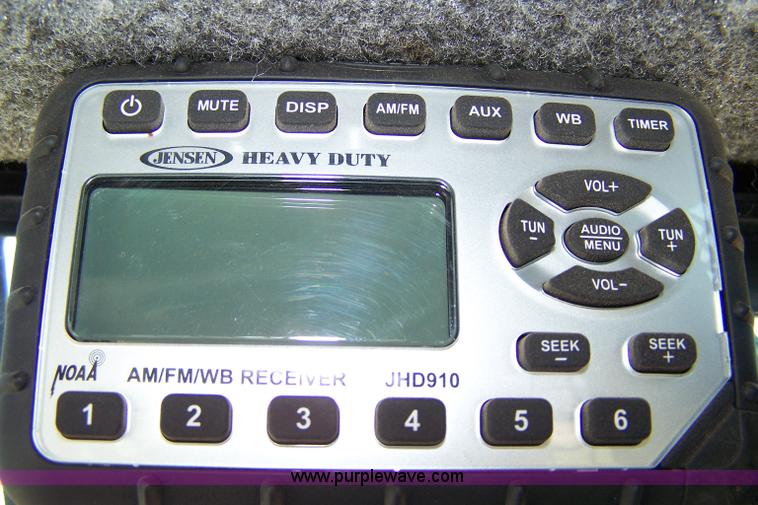 MUTE DISP AM/FM AUX WB TIMER
JENSEN HEAVY DUTY
VOL+
TUN - AUDIO MENU TUN +
VOL-
SEEK - SEEK +
NOAA AM/FM/WB RECEIVER JHD910
1 2 3 4 5 6
www.purplewave.com